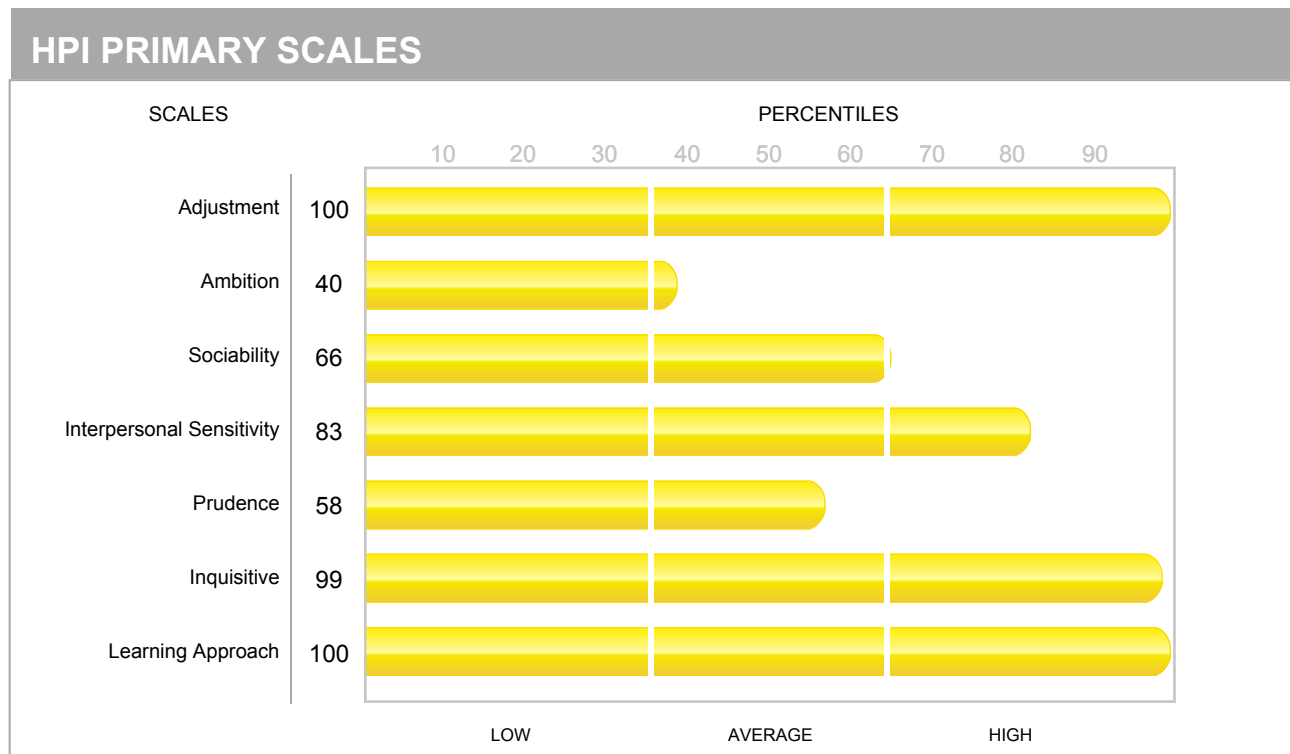 HPI PRIMARY SCALES
SCALES PERCENTILES
10 20 30 40 50 60 70 80 90
Adjustment 100
Ambition 40
Sociability 66
Interpersonal Sensitivity 83
Prudence 58
Inquisitive 99
Learning Approach 100
LOW AVERAGE HIGH